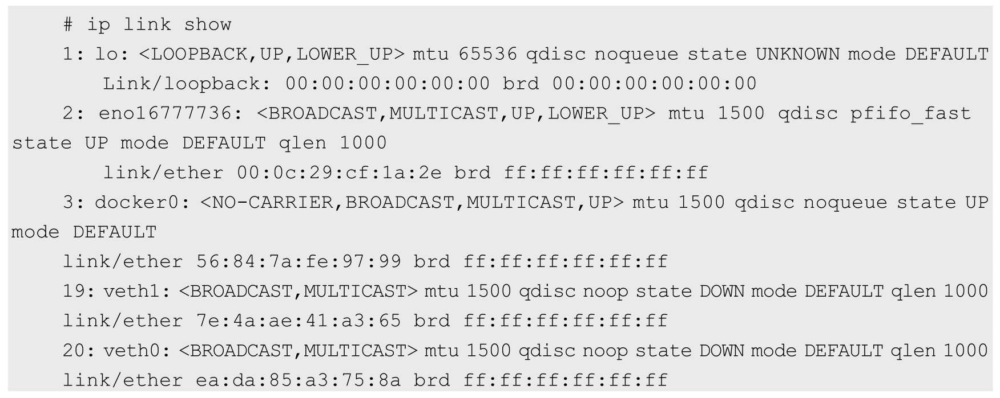 # ip link show
1: lo: <LOOPBACK,UP,LOWER_UP> mtu 65536 qdisc noqueue state UNKNOWN mode DEFAULT
Link/loopback: 00:00:00:00:00:00 brd 00:00:00:00:00:00
2: eno16777736: <BROADCAST,MULTICAST,UP,LOWER_UP> mtu 1500 qdisc pfifo_fast
state UP mode DEFAULT qlen 1000
link/ether 00:0c:29:cf:1a:2e brd ff:ff:ff:ff:ff:ff
3: docker0: <NO-CARRIER,BROADCAST,MULTICAST,UP> mtu 1500 qdisc noqueue state UP
mode DEFAULT
link/ether 56:84:7a:fe:97:99 brd ff:ff:ff:ff:ff:ff
19: veth1: <BROADCAST,MULTICAST> mtu 1500 qdisc noop state DOWN mode DEFAULT qlen 1000
link/ether 7e:4a:ae:41:a3:65 brd ff:ff:ff:ff:ff:ff
20: veth0: <BROADCAST,MULTICAST> mtu 1500 qdisc noop state DOWN mode DEFAULT qlen 1000
link/ether ea:da:85:a3:75:8a brd ff:ff:ff:ff:ff:ff